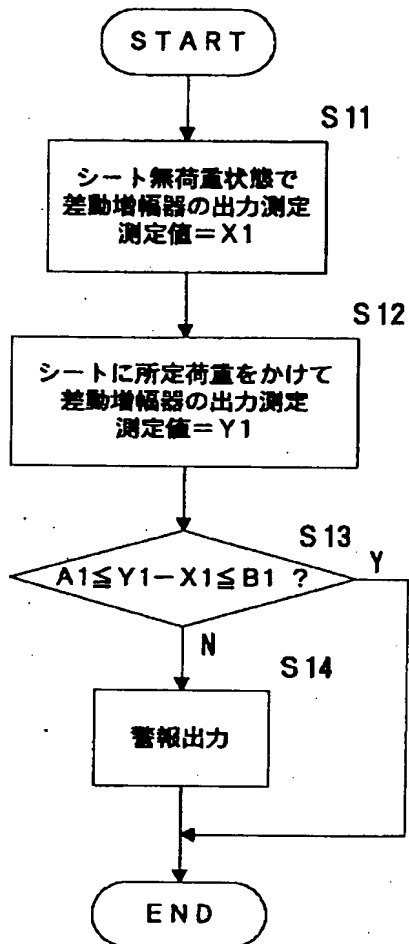 START
S11
シート無荷重状態で
差動増幅器の出力測定
測定値＝X1
S12
シートに所定荷重をかけて
差動増幅器の出力測定
測定値＝Y1
S13
A1≦Y1−X1≦B1 ?
Y
N
S14
警報出力
END